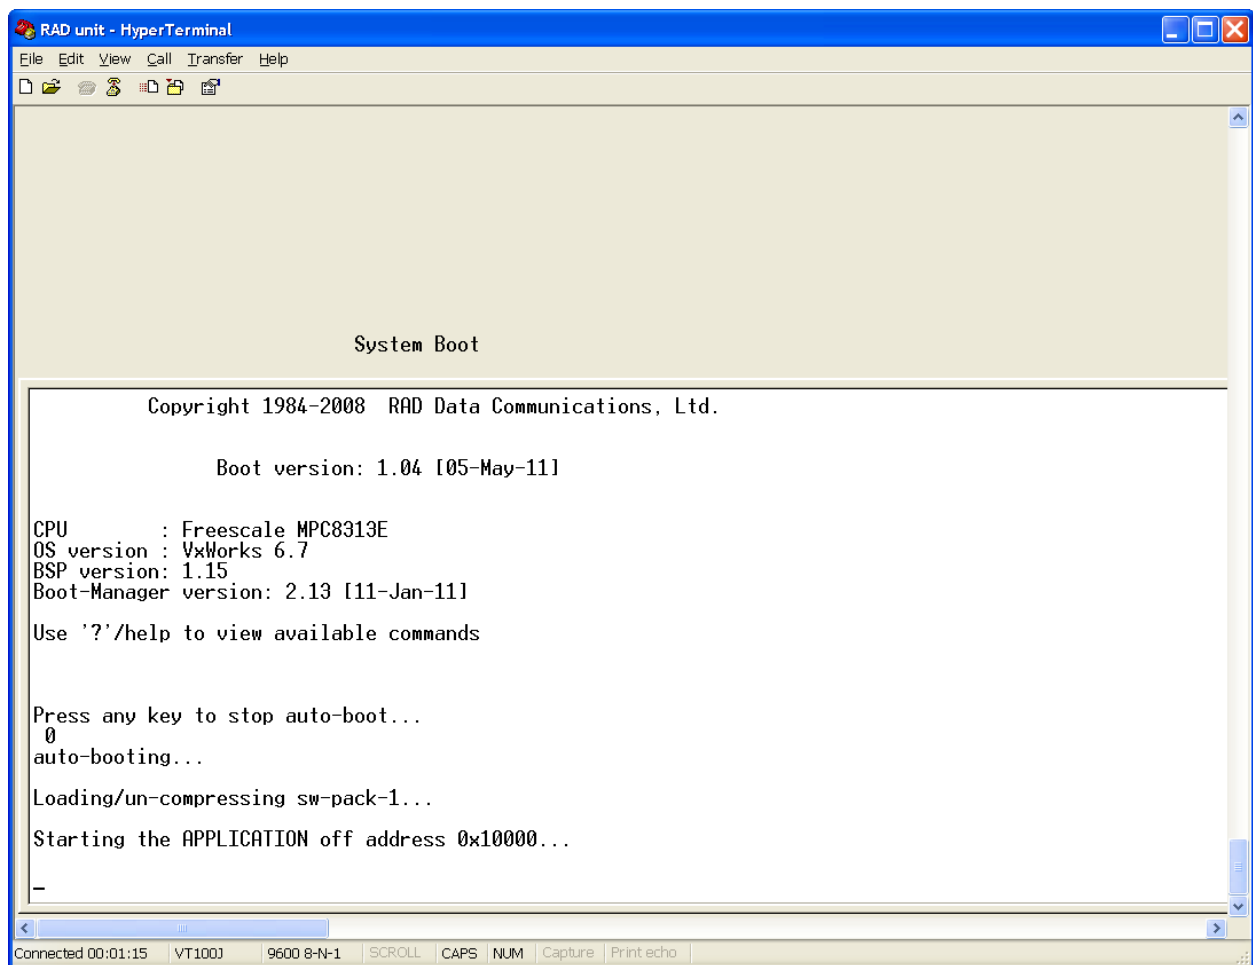 RAD unit - HyperTerminal
File Edit View Call Transfer Help
System Boot
Copyright 1984-2008 RAD Data Communications, Ltd.
Boot version: 1.04 [05-May-11]
CPU : Freescale MPC8313E
OS version : VxWorks 6.7
BSP version: 1.15
Boot-Manager version: 2.13 [11-Jan-11]
Use '?'/help to view available commands
Press any key to stop auto-boot...
0
auto-booting...
Loading/un-compressing sw-pack-1...
Starting the APPLICATION off address 0x10000...
Connected 00:01:15 VT100J 9600 8-N-1 SCROLL CAPS NUM Capture Print echo